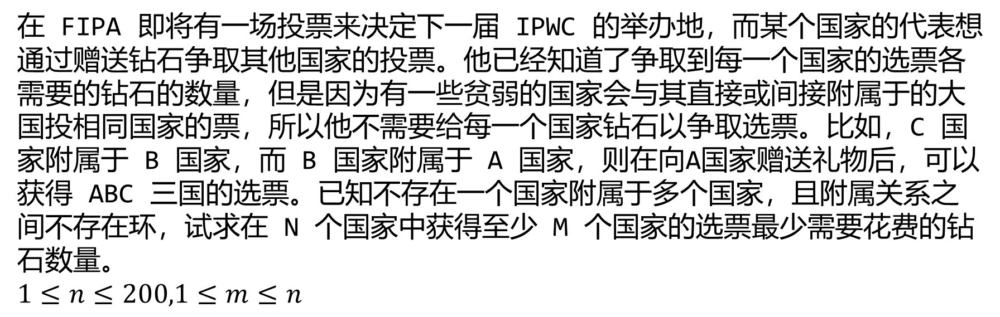 在 FIPA 即将有一场投票来决定下一届 IPWC 的举办地，而某个国家的代表想
通过赠送钻石争取其他国家的投票。他已经知道了争取到每一个国家的选票各
需要的钻石的数量，但是因为有一些贫弱的国家会与其直接或间接附属于的大
国投相同国家的票，所以他不需要给每一个国家钻石以争取选票。比如，C 国
家附属于 B 国家，而 B 国家附属于 A 国家，则在向A国家赠送礼物后，可以
获得 ABC 三国的选票。已知不存在一个国家附属于多个国家，且附属关系之
间不存在环，试求在 N 个国家中获得至少 M 个国家的选票最少需要花费的钻
石数量。
1 ≤ n ≤ 200,1 ≤ m ≤ n